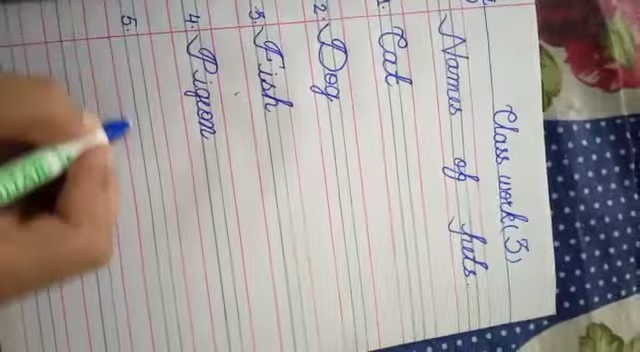 Class work(3)
Names of pets.
1. Cat
2. Dog
3. Fish
4. Pigeon
5.